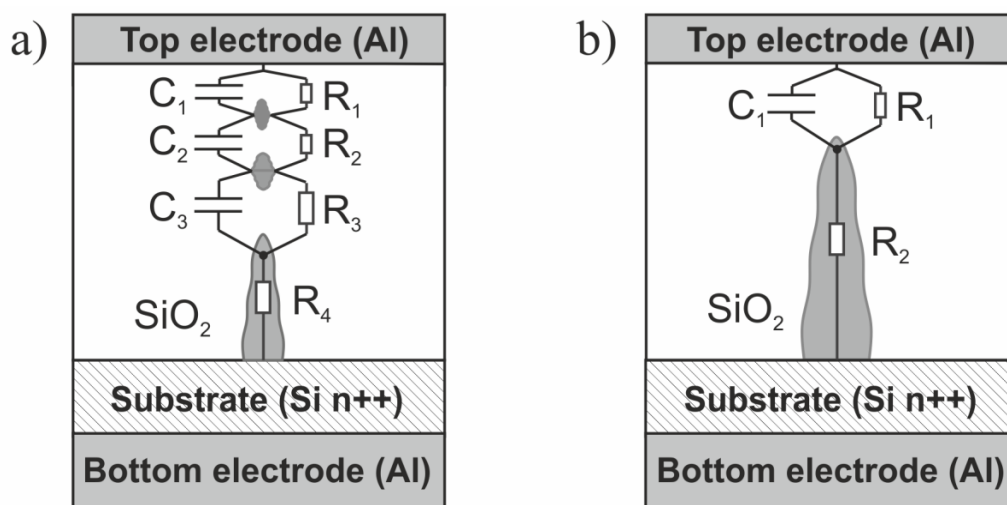 a)
Top electrode (Al)
C₁
R₁
C₂
R₂
C₃
R₃
R₄
SiO₂
Substrate (Si n++)
Bottom electrode (Al)
b)
Top electrode (Al)
C₁
R₁
R₂
SiO₂
Substrate (Si n++)
Bottom electrode (Al)